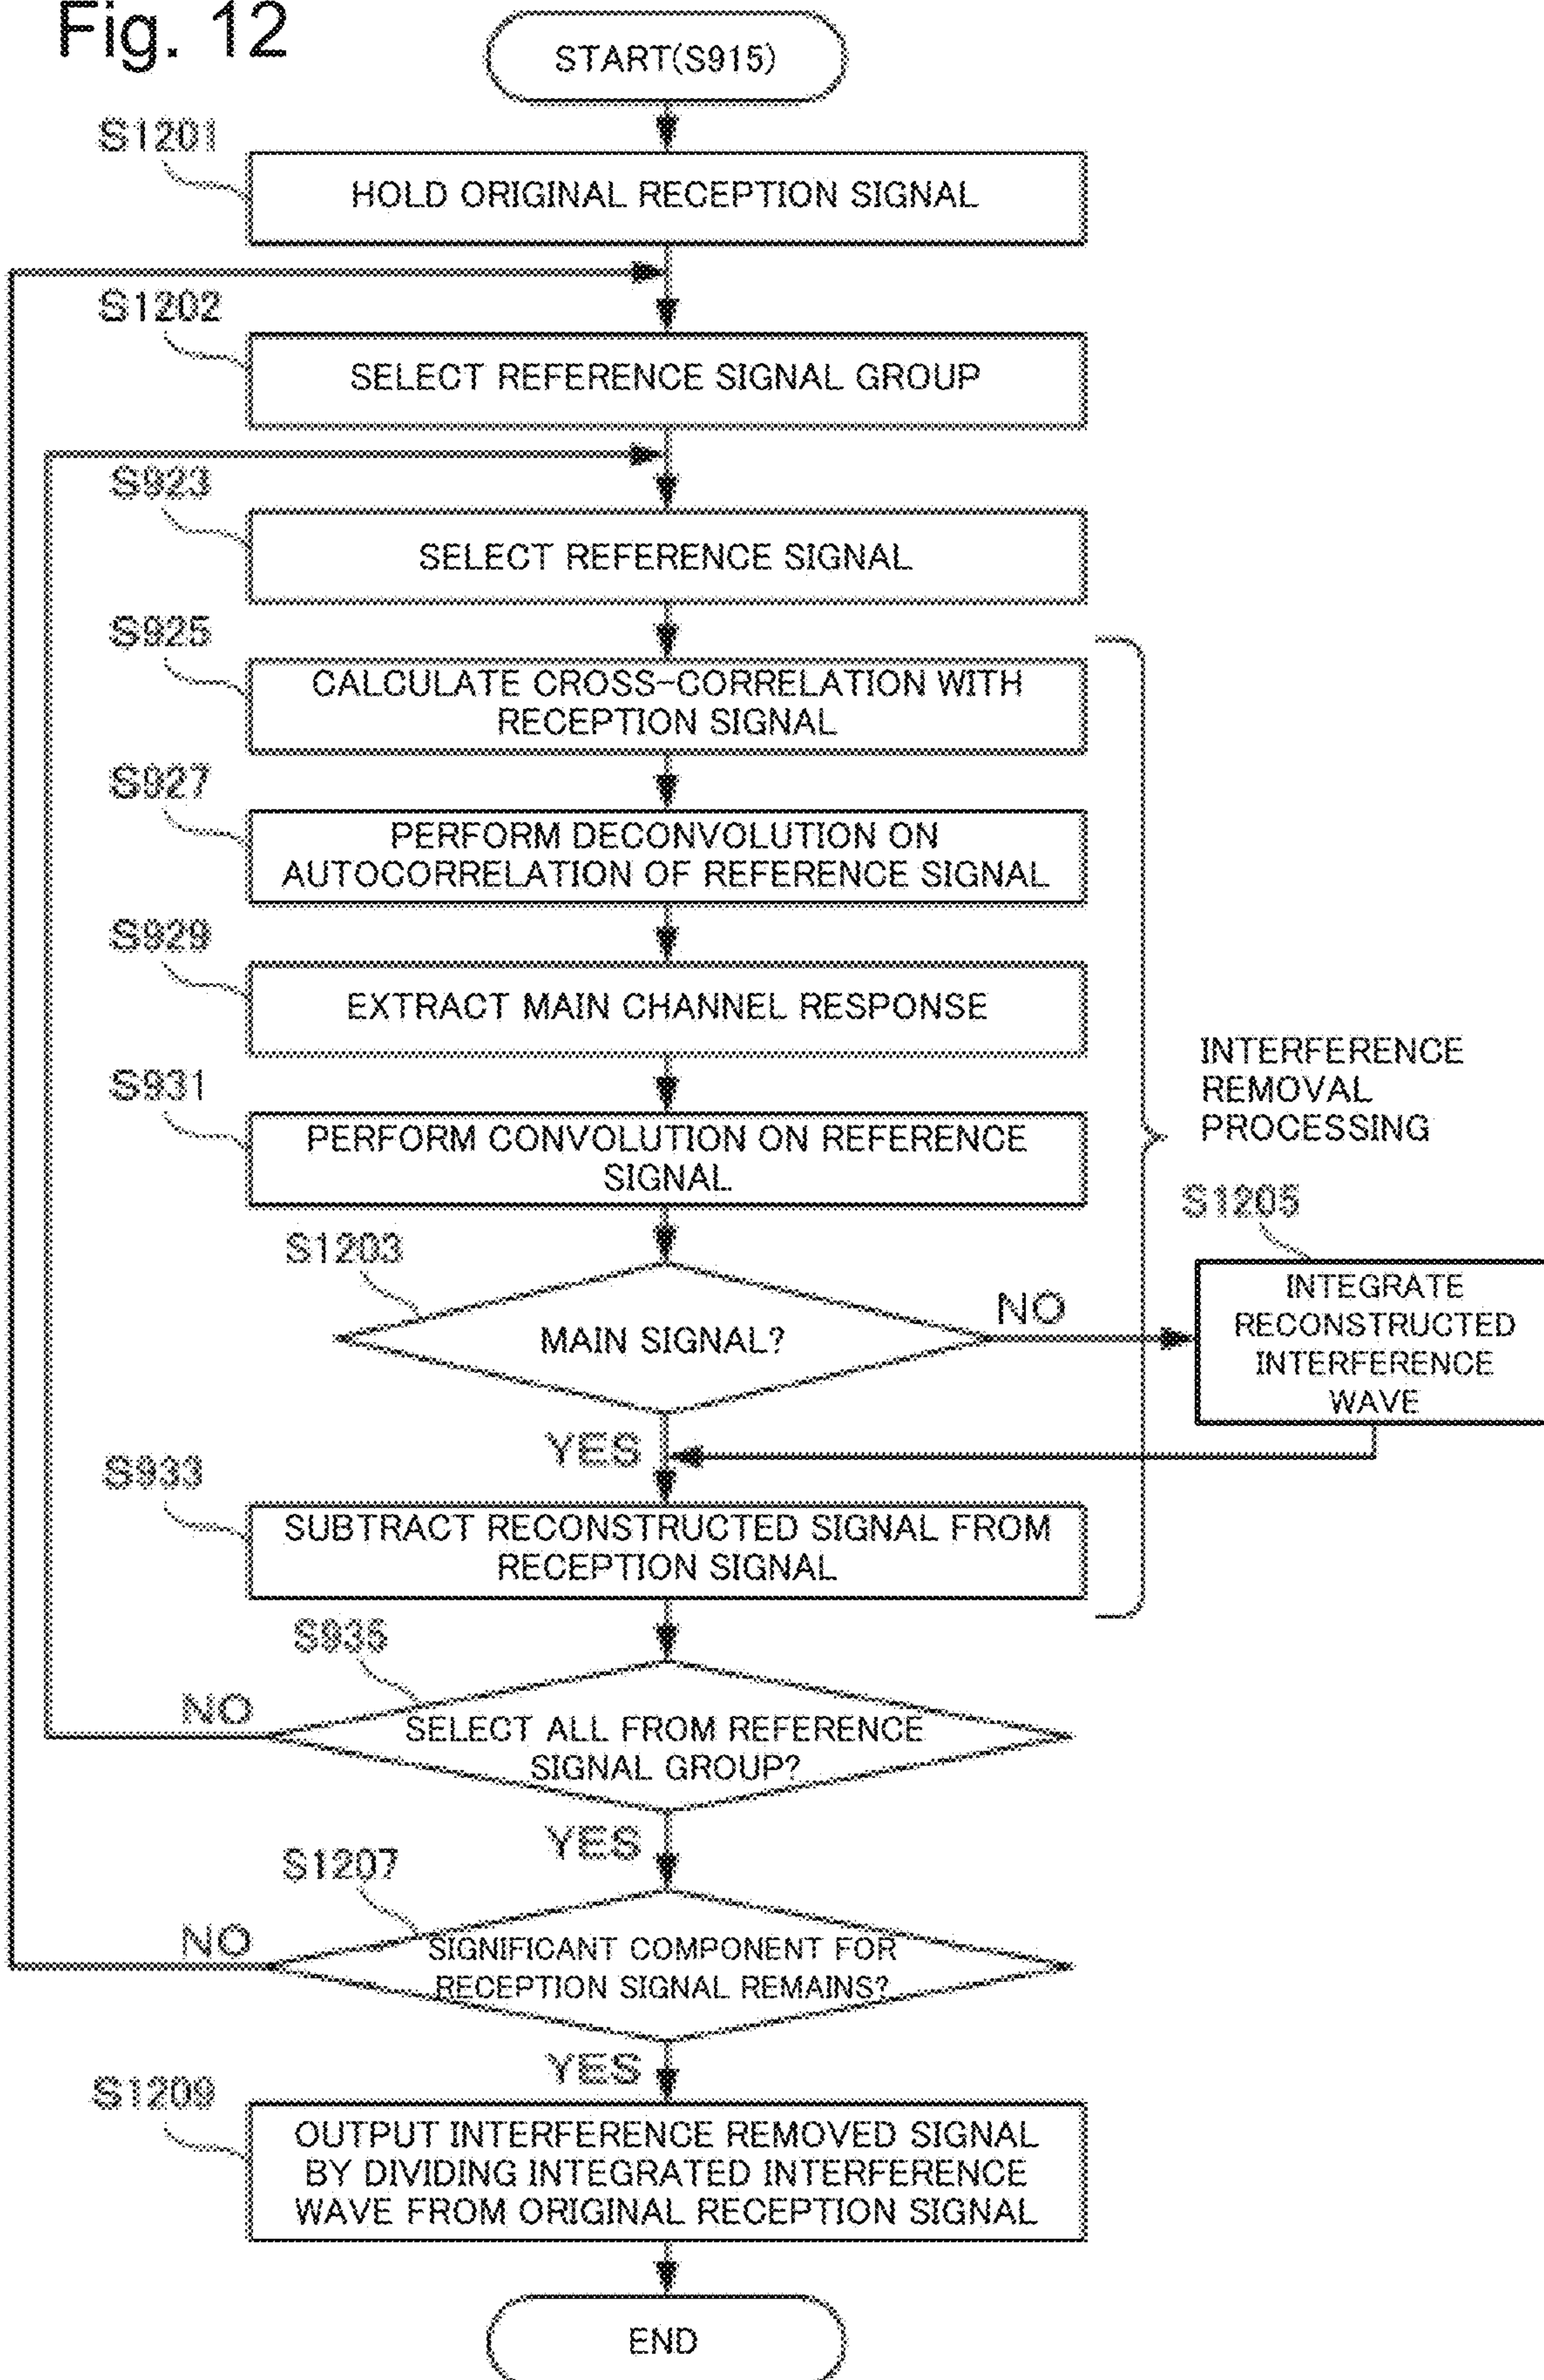 Fig. 12
START(S915)
S1201
HOLD ORIGINAL RECEPTION SIGNAL
S1202
SELECT REFERENCE SIGNAL GROUP
S923
SELECT REFERENCE SIGNAL
S925
CALCULATE CROSS-CORRELATION WITH
RECEPTION SIGNAL
S927
PERFORM DECONVOLUTION ON
AUTOCORRELATION OF REFERENCE SIGNAL
S929
EXTRACT MAIN CHANNEL RESPONSE
S931
PERFORM CONVOLUTION ON REFERENCE
SIGNAL
INTERFERENCE
REMOVAL
PROCESSING
S1203
MAIN SIGNAL?
NO
S1205
INTEGRATE
RECONSTRUCTED
INTERFERENCE
WAVE
YES
S933
SUBTRACT RECONSTRUCTED SIGNAL FROM
RECEPTION SIGNAL
S935
NO
SELECT ALL FROM REFERENCE
SIGNAL GROUP?
YES
S1207
NO
SIGNIFICANT COMPONENT FOR
RECEPTION SIGNAL REMAINS?
YES
S1209
OUTPUT INTERFERENCE REMOVED SIGNAL
BY DIVIDING INTEGRATED INTERFERENCE
WAVE FROM ORIGINAL RECEPTION SIGNAL
END